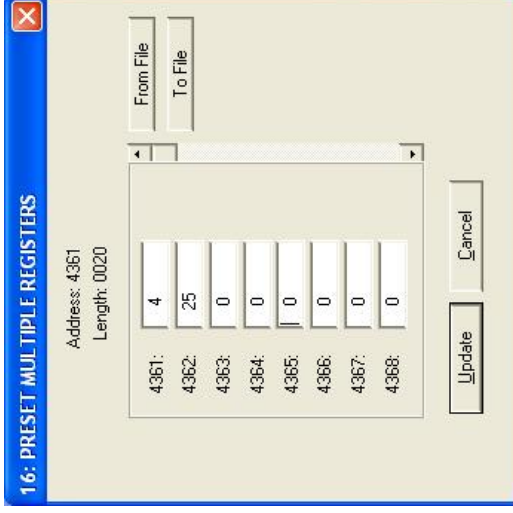 16: PRESET MULTIPLE REGISTERS
Address: 4361
Length: 0020
4361: 4
4362: 25
4363: 0
4364: 0
4365: 0
4366: 0
4367: 0
4368: 0
From File
To File
Update
Cancel